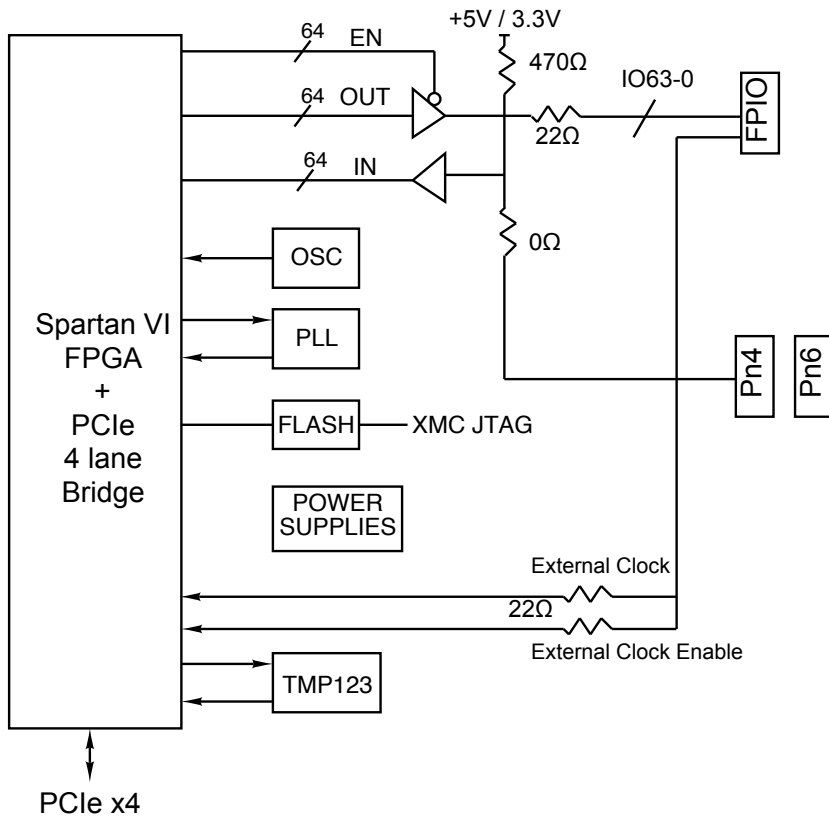 +5V / 3.3V
64 EN
470Ω
IO63-0
FPIO
64 OUT
22Ω
64 IN
0Ω
OSC
Spartan VI
FPGA
+
PCIe
4 lane
Bridge
PLL
Pn4
Pn6
FLASH
XMC JTAG
POWER
SUPPLIES
External Clock
22Ω
External Clock Enable
TMP123
PCIe x4